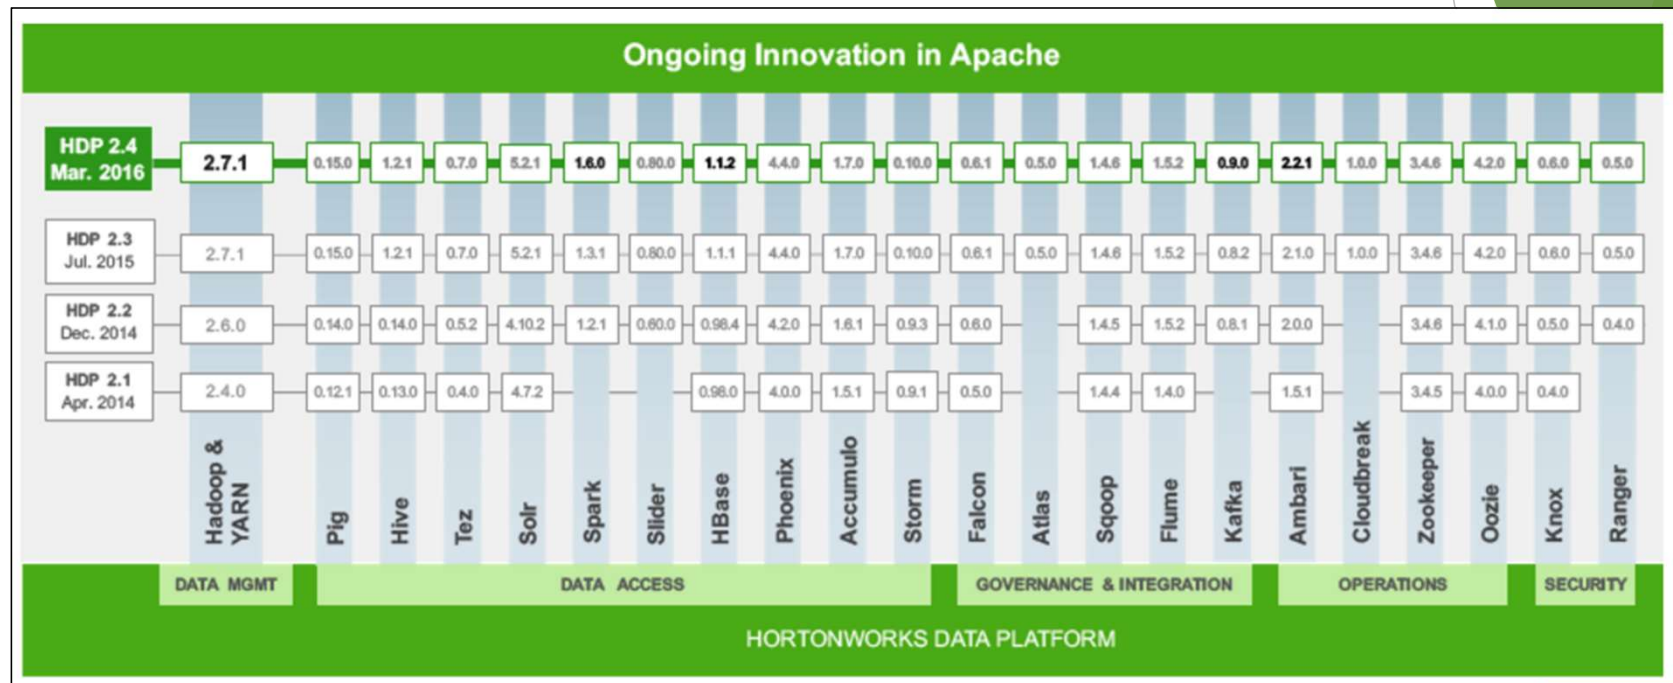 Ongoing Innovation in Apache
HDP 2.4
Mar. 2016
2.7.1 0.15.0 1.2.1 0.7.0 5.2.1 1.6.0 0.80.0 1.1.2 4.4.0 1.7.0 0.10.0 0.6.1 0.5.0 1.4.6 1.5.2 0.9.0 2.2.1 1.0.0 3.4.6 4.2.0 0.6.0 0.5.0
HDP 2.3
Jul. 2015
2.7.1 0.15.0 1.2.1 0.7.0 5.2.1 1.3.1 0.80.0 1.1.1 4.4.0 1.7.0 0.10.0 0.6.1 0.5.0 1.4.6 1.5.2 0.8.2 2.1.0 1.0.0 3.4.6 4.2.0 0.6.0 0.5.0
HDP 2.2
Dec. 2014
2.6.0 0.14.0 0.14.0 0.5.2 4.10.2 1.2.1 0.60.0 0.98.4 4.2.0 1.6.1 0.9.3 0.6.0 1.4.5 1.5.2 0.8.1 2.0.0 3.4.6 4.1.0 0.5.0 0.4.0
HDP 2.1
Apr. 2014
2.4.0 0.12.1 0.13.0 0.4.0 4.7.2 0.98.0 4.0.0 1.5.1 0.9.1 0.5.0 1.4.4 1.4.0 1.5.1 3.4.5 4.0.0 0.4.0
Hadoop &
YARN
Pig
Hive
Tez
Solr
Spark
Slider
HBase
Phoenix
Accumulo
Storm
Falcon
Atlas
Sqoop
Flume
Kafka
Ambari
Cloudbreak
Zookeeper
Oozie
Knox
Ranger
DATA MGMT DATA ACCESS GOVERNANCE & INTEGRATION OPERATIONS SECURITY
HORTONWORKS DATA PLATFORM